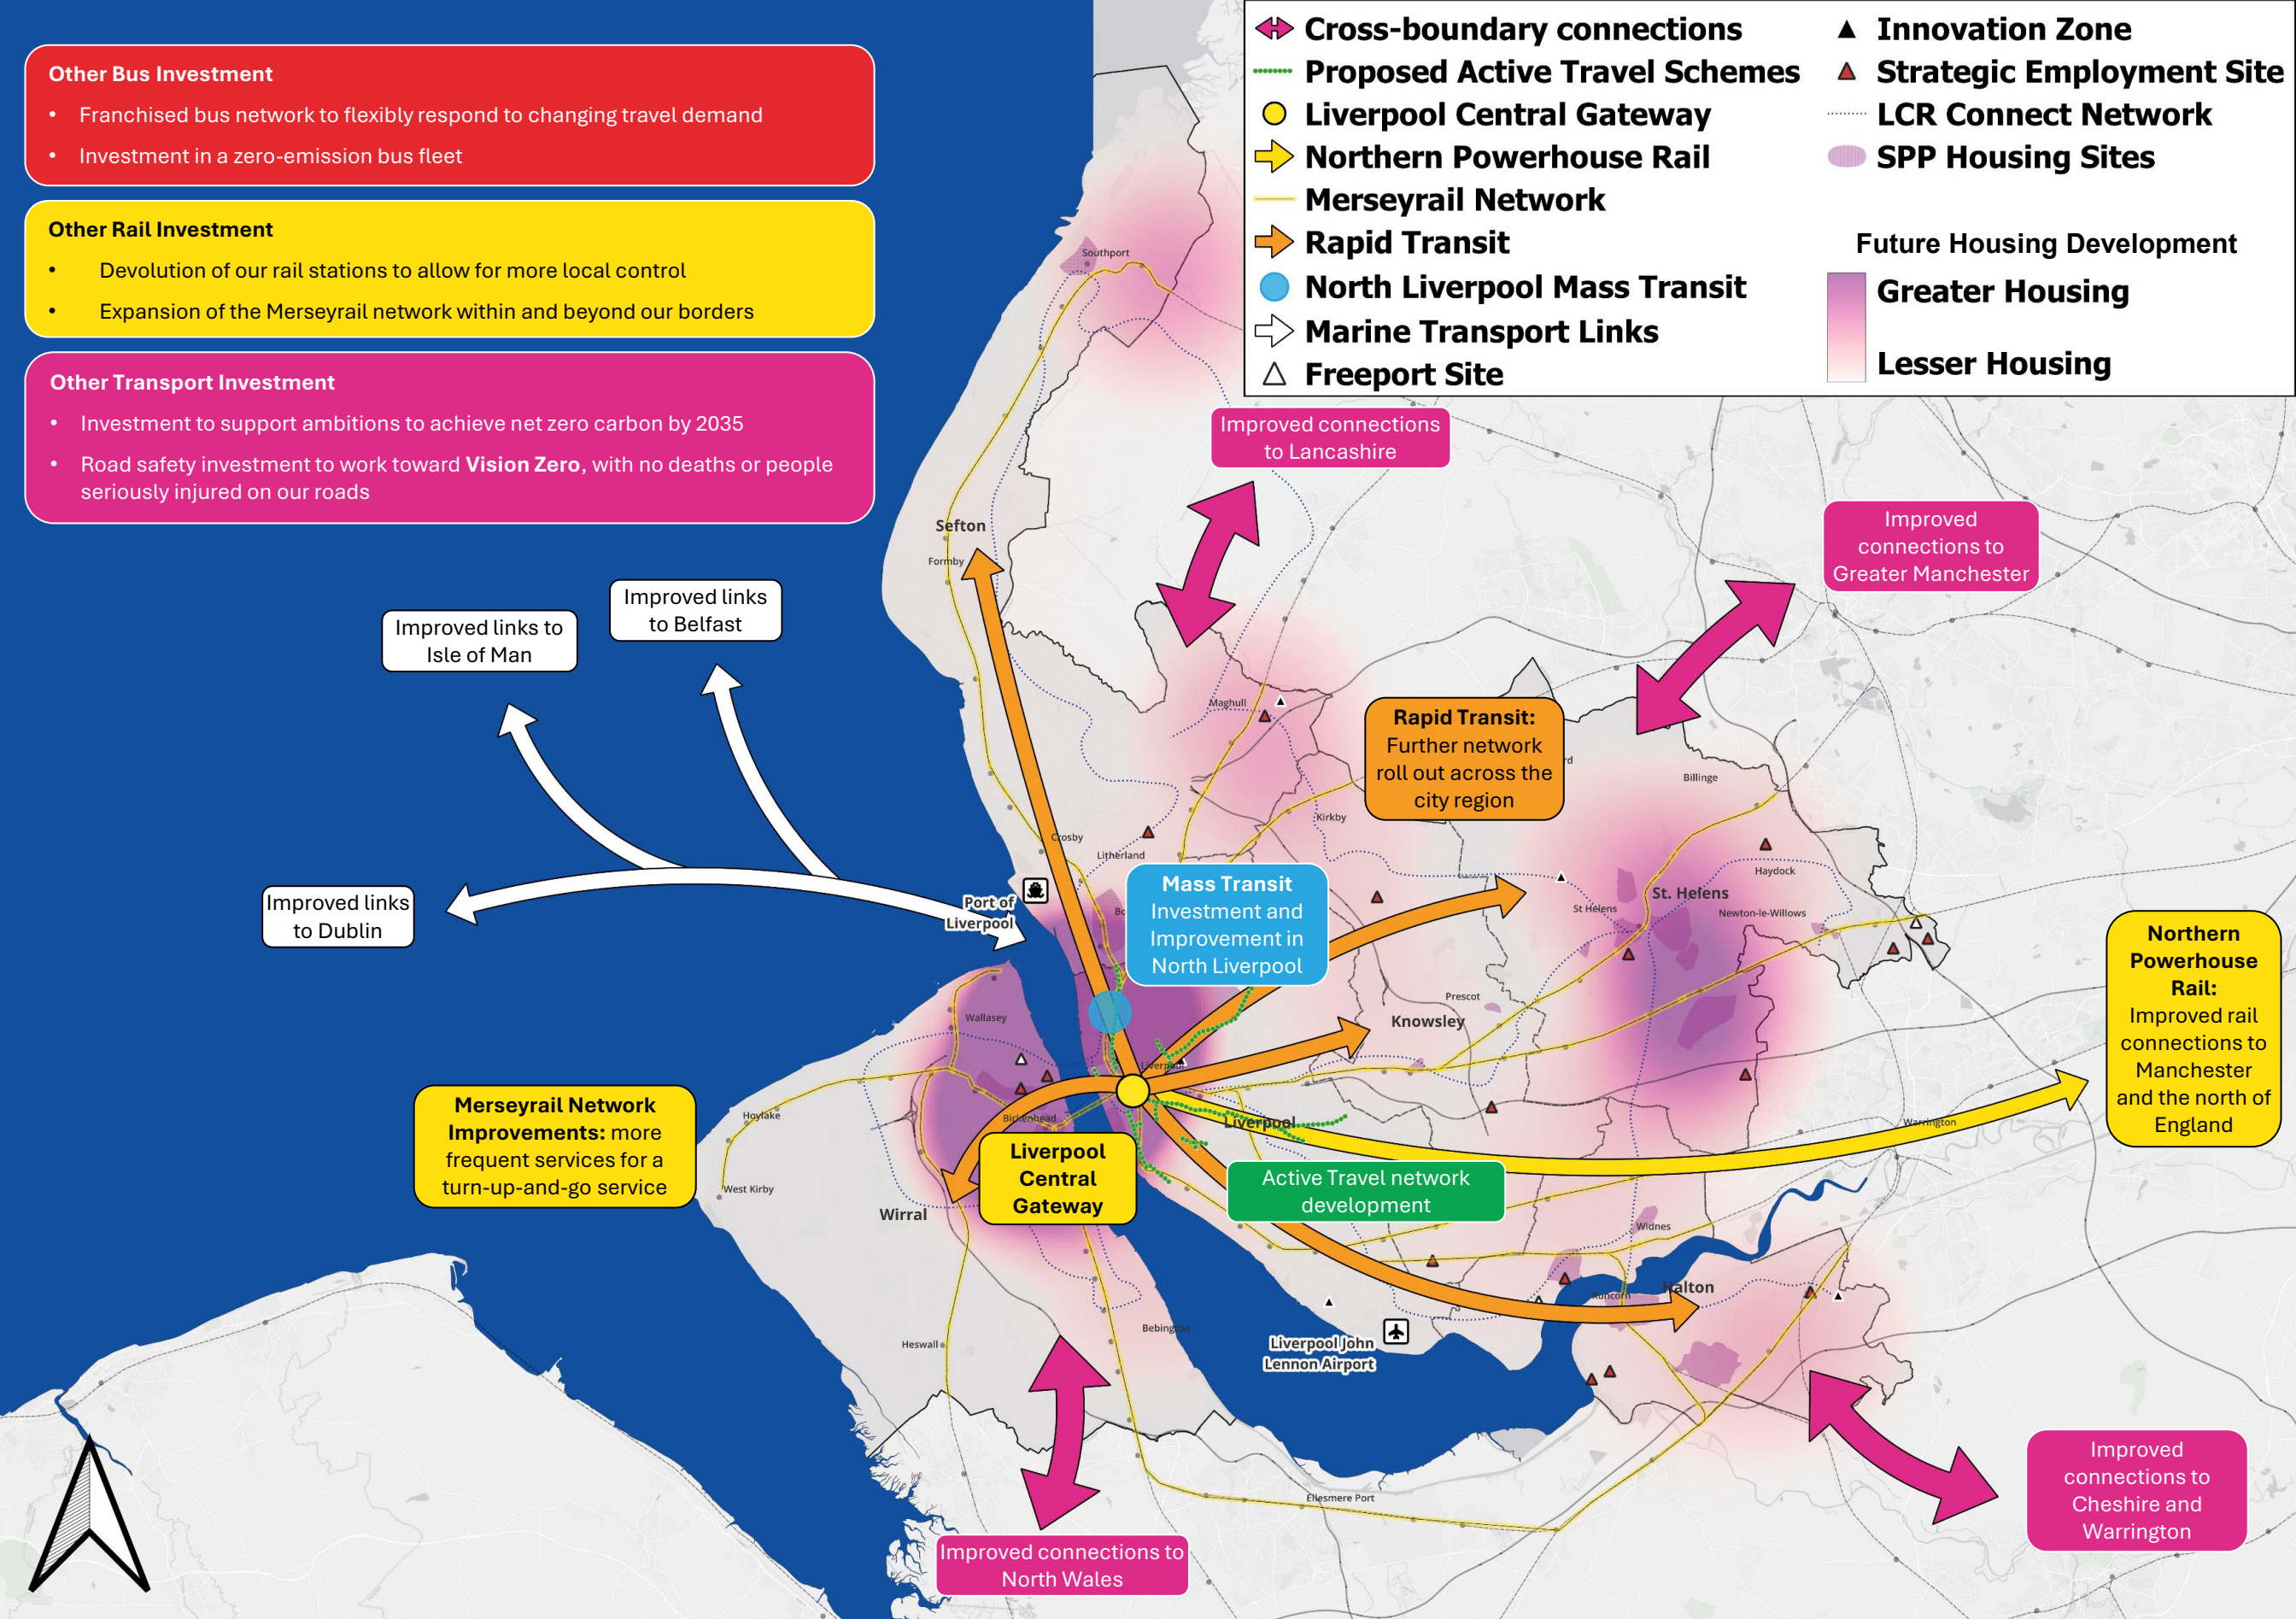 Other Bus Investment
• Franchised bus network to flexibly respond to changing travel demand
• Investment in a zero-emission bus fleet
Other Rail Investment
• Devolution of our rail stations to allow for more local control
• Expansion of the Merseyrail network within and beyond our borders
Other Transport Investment
• Investment to support ambitions to achieve net zero carbon by 2035
• Road safety investment to work toward Vision Zero, with no deaths or people
seriously injured on our roads
Cross-boundary connections
Proposed Active Travel Schemes
Liverpool Central Gateway
Northern Powerhouse Rail
Merseyrail Network
Rapid Transit
North Liverpool Mass Transit
Marine Transport Links
Freeport Site
Innovation Zone
Strategic Employment Site
LCR Connect Network
SPP Housing Sites
Future Housing Development
Greater Housing
Lesser Housing
Southport
Improved connections
to Lancashire
Improved
connections to
Greater Manchester
Sefton
Formby
Improved links to
Isle of Man
Improved links
to Belfast
Improved links
to Dublin
Maghull
Rapid Transit:
Further network
roll out across the
city region
Billinge
Kirkby
Crosby
Litherland
Haydock
St. Helens
St Helens
Newton-le-Willows
Port of
Liverpool
Mass Transit
Investment and
Improvement in
North Liverpool
Northern
Powerhouse
Rail:
Improved rail
connections to
Manchester
and the north of
England
Prescot
Knowsley
Wallasey
Liverpool
Liverpool
Warrington
Birkenhead
Hoylake
Merseyrail Network
Improvements: more
frequent services for a
turn-up-and-go service
Liverpool
Central
Gateway
Active Travel network
development
West Kirby
Wirral
Widnes
Halton
Runcorn
Bebington
Heswall
Liverpool John
Lennon Airport
Ellesmere Port
Improved connections to
North Wales
Improved
connections to
Cheshire and
Warrington